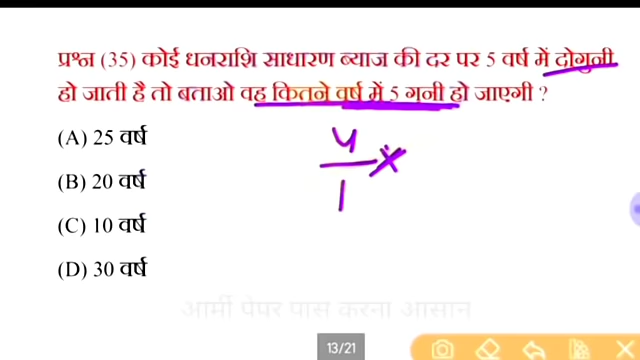 प्रश्न (35) कोई धनराशि साधारण ब्याज की दर पर 5 वर्ष में दोगुनी
हो जाती है तो बताओ वह कितने वर्ष में 5 गुनी हो जाएगी ?
(A) 25 वर्ष
(B) 20 वर्ष
(C) 10 वर्ष
(D) 30 वर्ष
4
1
×
आर्मी पेपर पास करना आसान
13/21